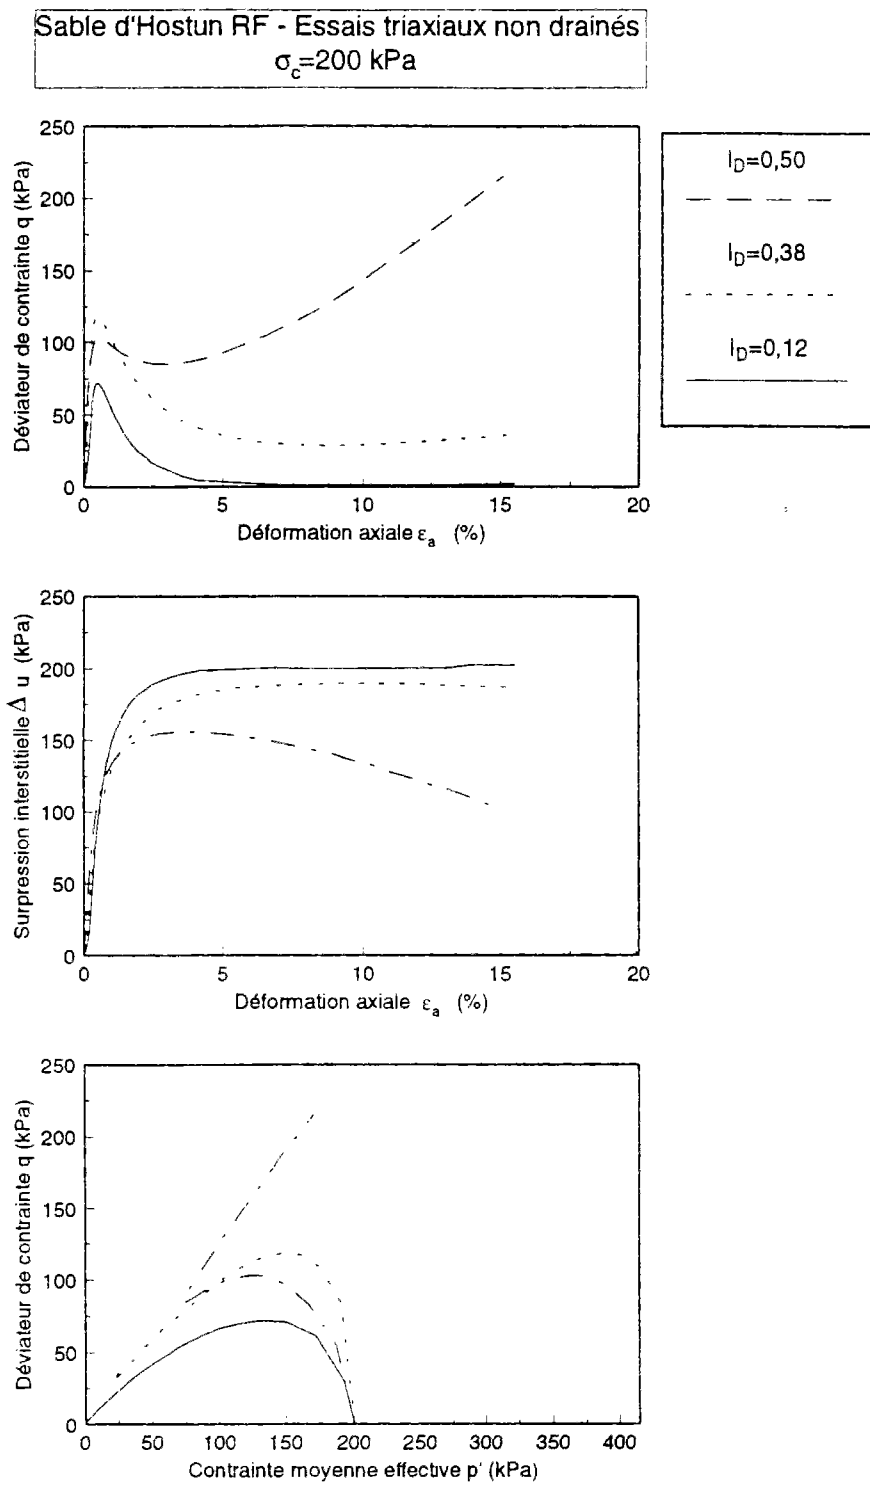 Sable d'Hostun RF - Essais triaxiaux non drainés
σc=200 kPa
250
200
150
100
50
0
Déviateur de contrainte q (kPa)
0 5 10 15 20
Déformation axiale εa (%)
ID=0,50
ID=0,38
ID=0,12
250
200
150
100
50
0
Surpression interstitielle Δ u (kPa)
0 5 10 15 20
Déformation axiale εa (%)
250
200
150
100
50
0
Déviateur de contrainte q (kPa)
0 50 100 150 200 250 300 350 400
Contrainte moyenne effective p' (kPa)